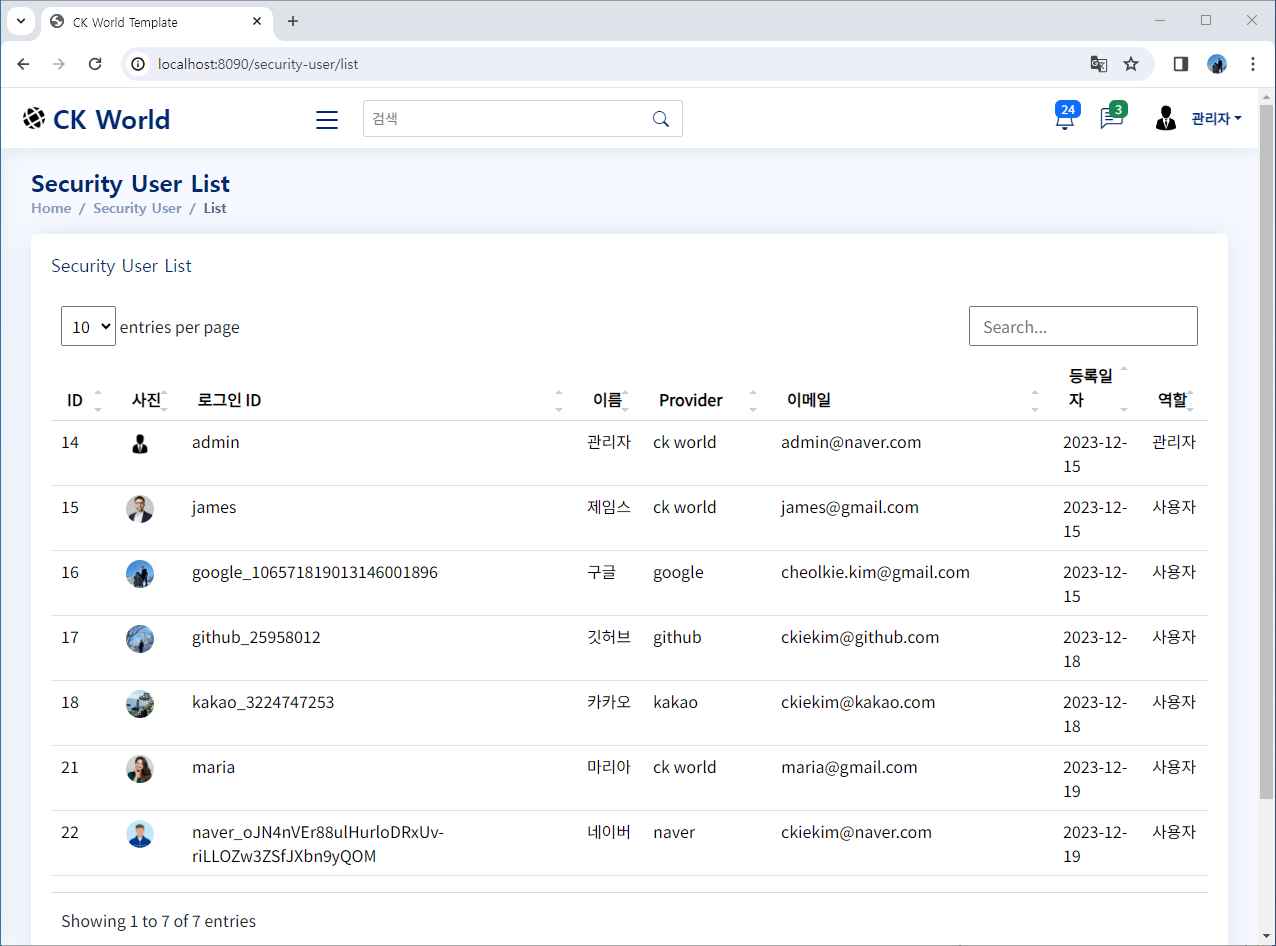 CK World Template
localhost:8090/security-user/list
CK World
검색
24
3
관리자
Security User List
Home / Security User / List
Security User List
10 entries per page
Search...
ID 사진 로그인 ID 이름 Provider 이메일 등록일자 역할
14 admin 관리자 ck world admin@naver.com 2023-12-15 관리자
15 james 제임스 ck world james@gmail.com 2023-12-15 사용자
16 google_106571819013146001896 구글 google cheolkie.kim@gmail.com 2023-12-15 사용자
17 github_25958012 깃허브 github ckiekim@github.com 2023-12-18 사용자
18 kakao_3224747253 카카오 kakao ckiekim@kakao.com 2023-12-18 사용자
21 maria 마리아 ck world maria@gmail.com 2023-12-19 사용자
22 naver_oJN4nVEr88ulHurloDRxUv-riLLOZw3ZSfJXbn9yQOM 네이버 naver ckiekim@naver.com 2023-12-19 사용자
Showing 1 to 7 of 7 entries